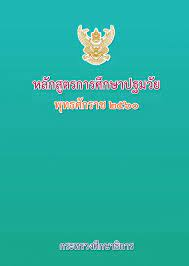 หลักสูตรการศึกษาปฐมวัย
พุทธศักราช ๒๕๖๐
กระทรวงศึกษาธิการ